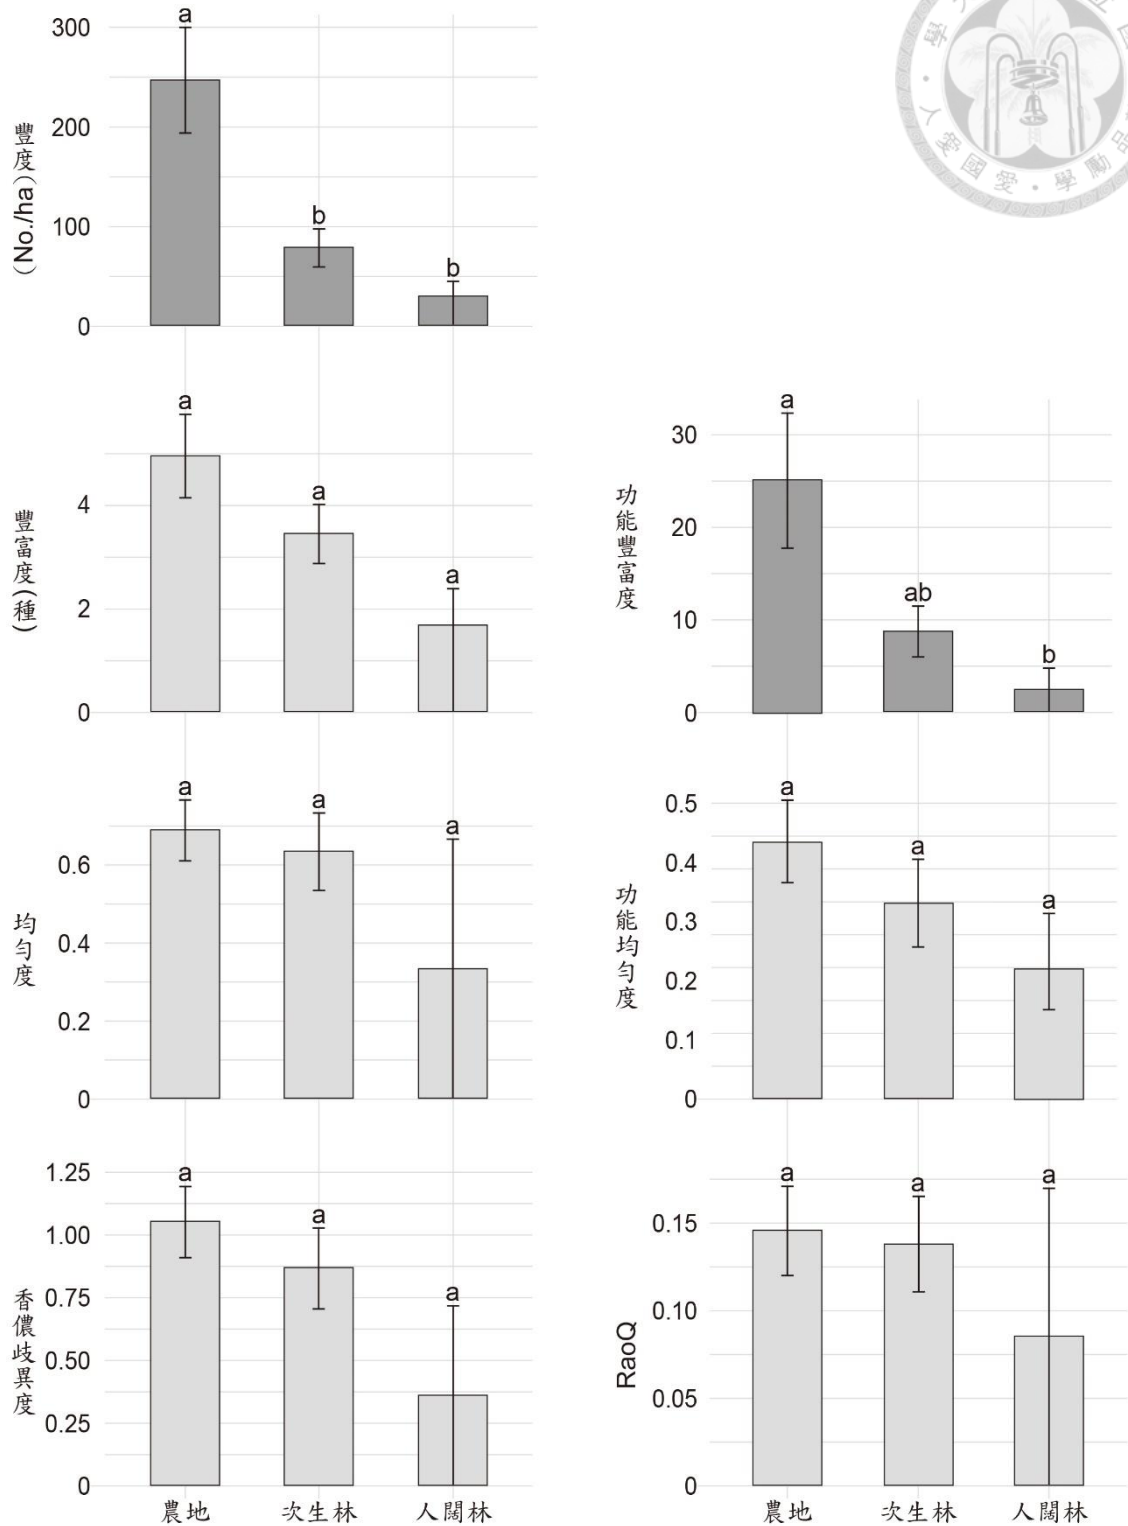 300
200
100
0
豐度(No./ha)
a
b
b
4
2
0
豐富度(種)
a
a
a
0.6
0.4
0.2
0
均勻度
a
a
a
1.25
1.00
0.75
0.50
0.25
0
香儂歧異度
a
a
a
農地 次生林 人闊林
30
20
10
0
功能豐富度
a
ab
b
0.5
0.4
0.3
0.2
0.1
0
功能均勻度
a
a
a
0.15
0.10
0.05
0
RaoQ
a
a
a
農地 次生林 人闊林